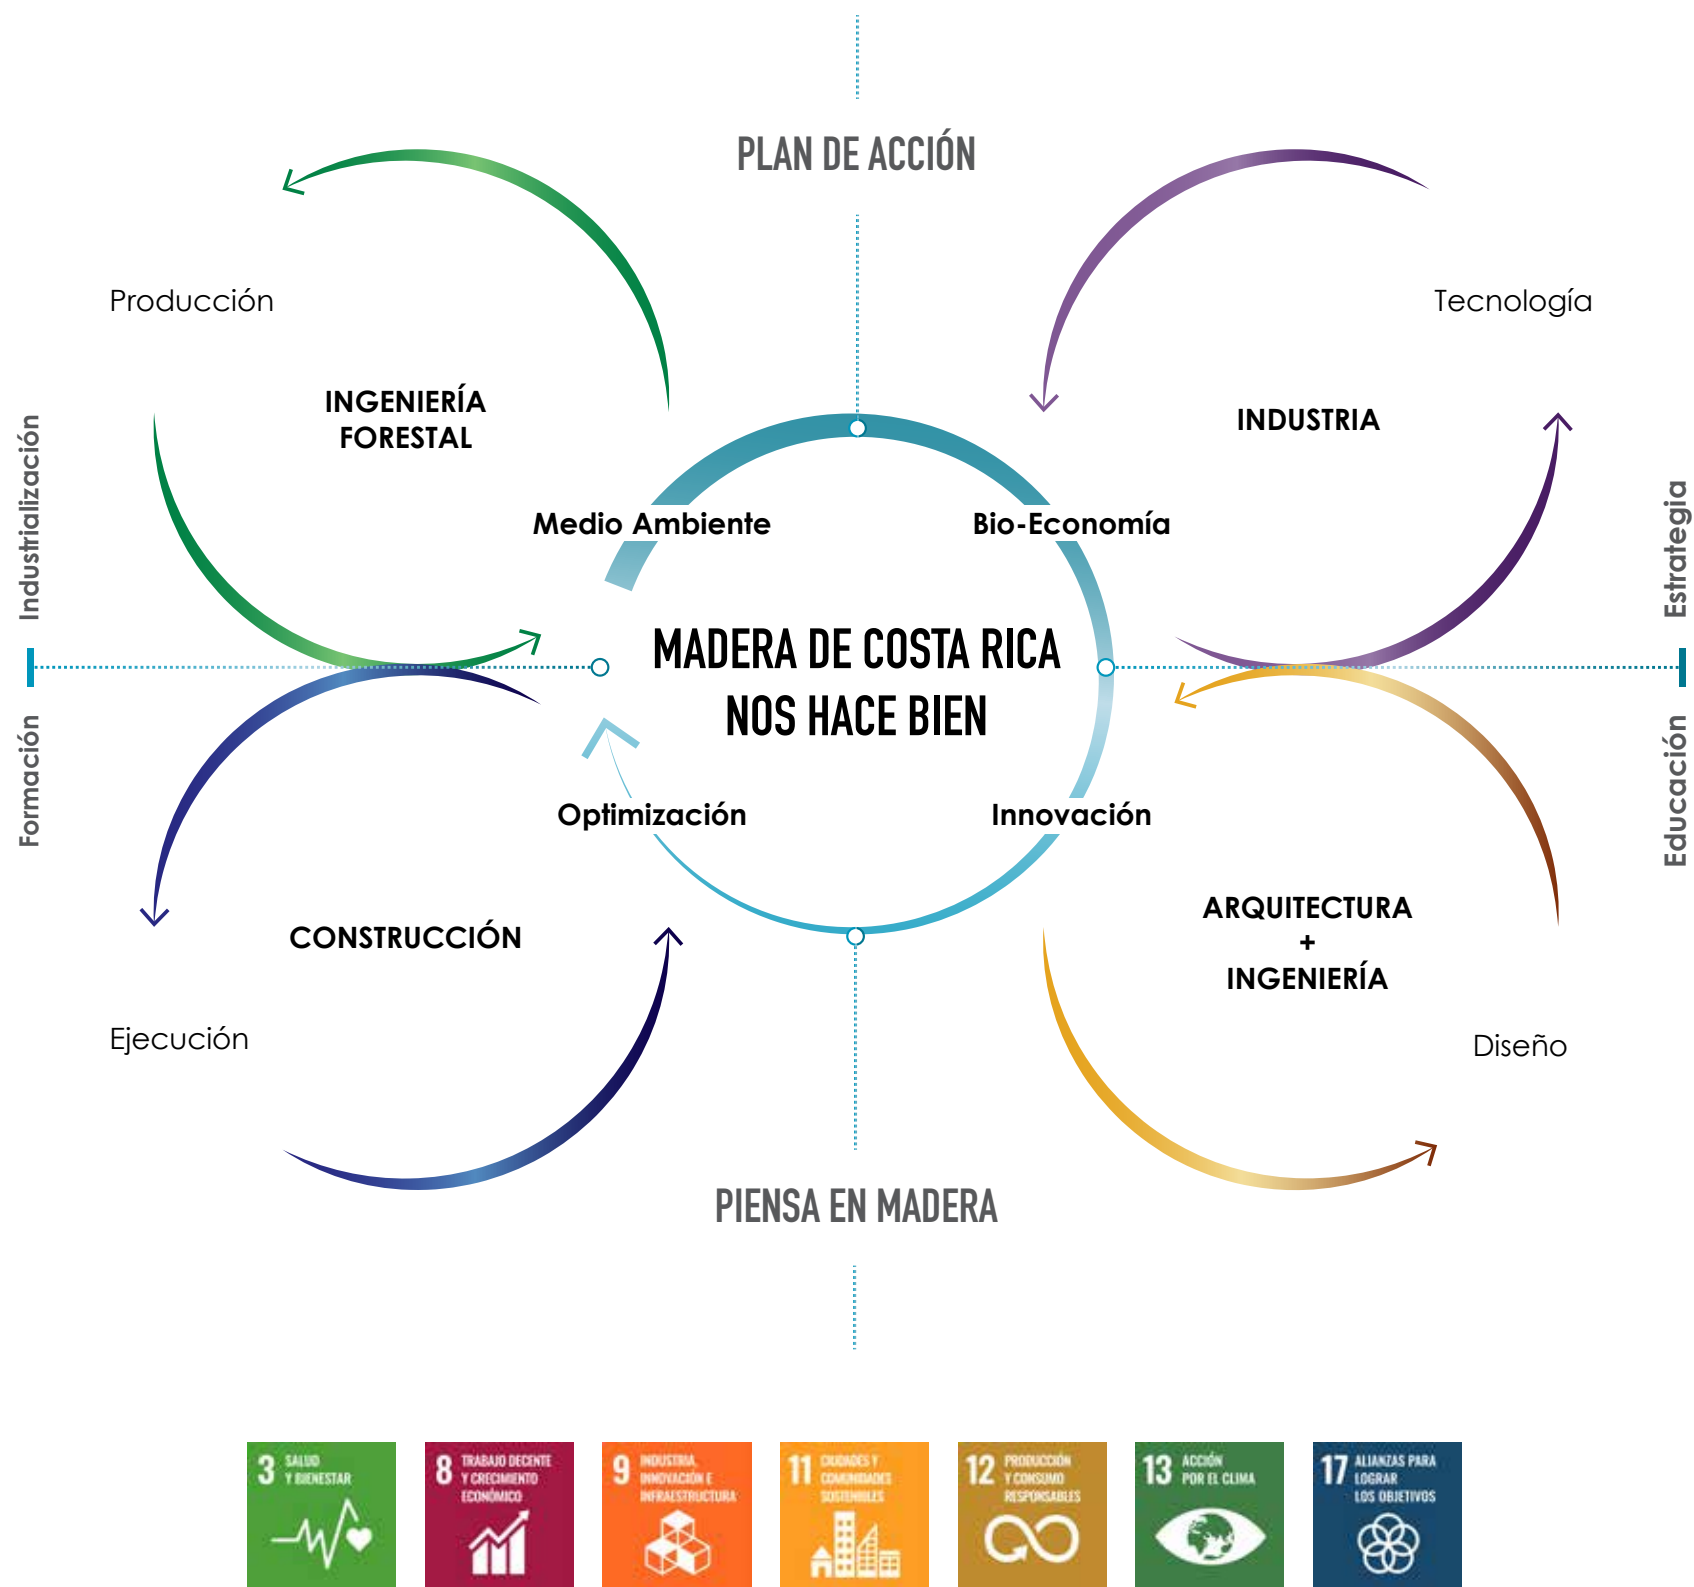 PLAN DE ACCIÓN
Producción
Tecnología
INGENIERÍA
FORESTAL
INDUSTRIA
Industrialización
Estrategia
Medio Ambiente
Bio-Economía
MADERA DE COSTA RICA
NOS HACE BIEN
Formación
Educación
Optimización
Innovación
CONSTRUCCIÓN
ARQUITECTURA
+
INGENIERÍA
Ejecución
Diseño
PIENSA EN MADERA
3 SALUD
Y BIENESTAR
8 TRABAJO DECENTE
Y CRECIMIENTO
ECONÓMICO
9 INDUSTRIA,
INNOVACIÓN E
INFRAESTRUCTURA
11 CIUDADES Y
COMUNIDADES
SOSTENIBLES
12 PRODUCCIÓN
Y CONSUMO
RESPONSABLES
13 ACCIÓN
POR EL CLIMA
17 ALIANZAS PARA
LOGRAR
LOS OBJETIVOS